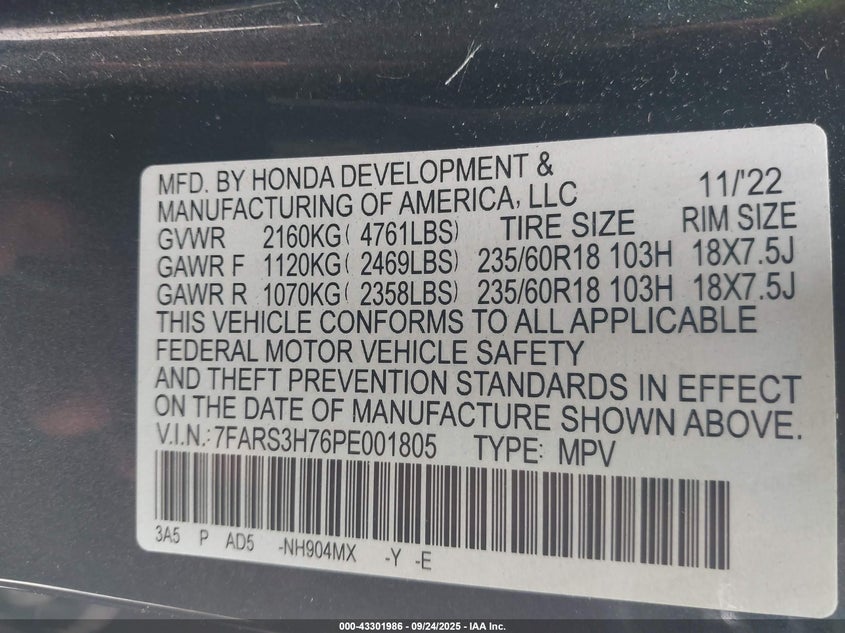 MFD. BY HONDA DEVELOPMENT &
MANUFACTURING OF AMERICA, LLC 11/'22
GVWR 2160KG( 4761LBS) TIRE SIZE RIM SIZE
GAWR F 1120KG( 2469LBS) 235/60R18 103H 18X7.5J
GAWR R 1070KG( 2358LBS) 235/60R18 103H 18X7.5J
THIS VEHICLE CONFORMS TO ALL APPLICABLE
FEDERAL MOTOR VEHICLE SAFETY
AND THEFT PREVENTION STANDARDS IN EFFECT
ON THE DATE OF MANUFACTURE SHOWN ABOVE.
V.I.N.: 7FARS3H76PE001805 TYPE: MPV
3A5 P AD5 -NH904MX -Y -E
000-43301986 - 09/24/2025 - IAA Inc.